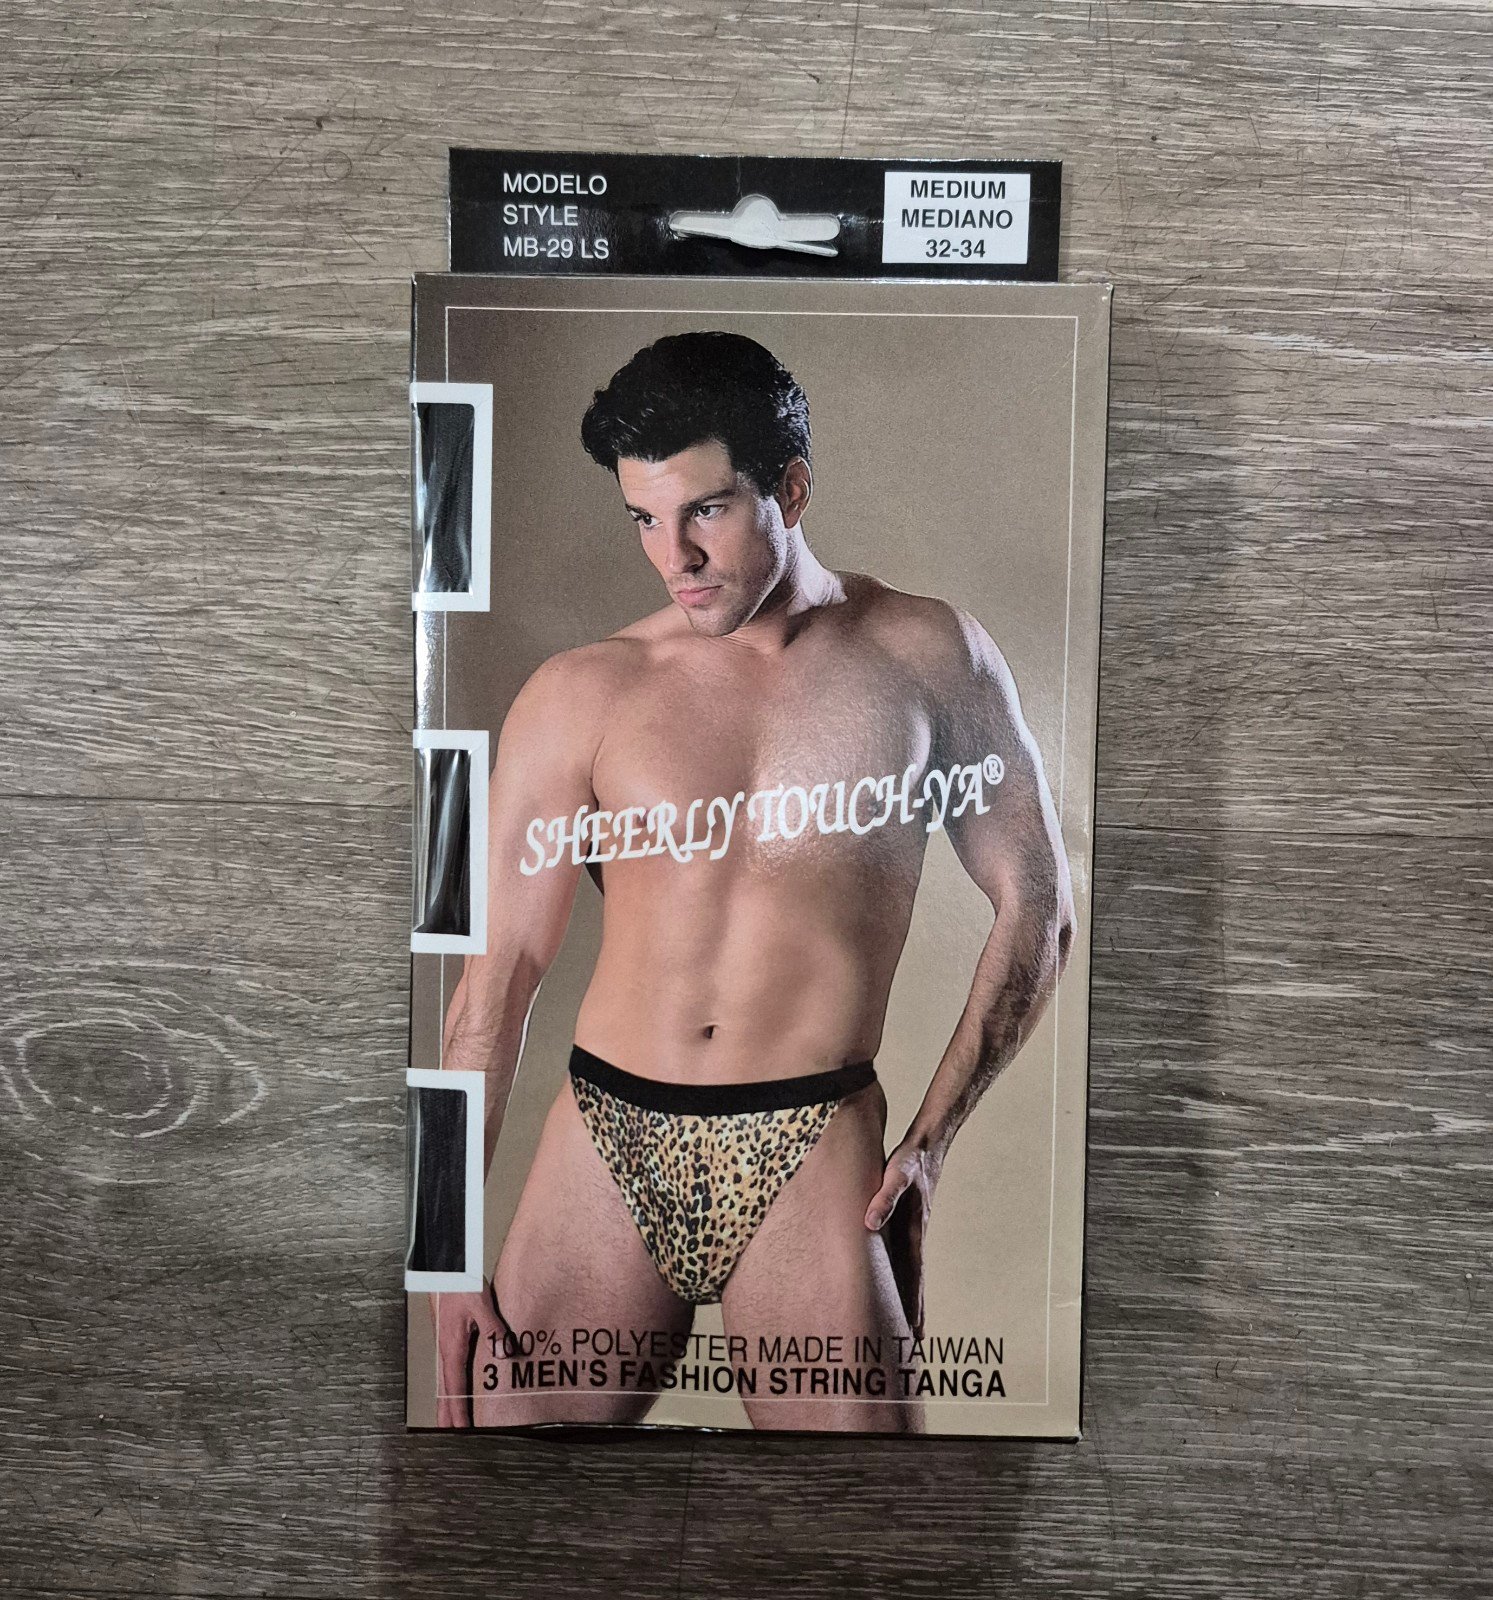 MODELO
STYLE
MB-29 LS
MEDIUM
MEDIANO
32-34
SHEERLY TOUCH-YA®
100% POLYESTER MADE IN TAIWAN
3 MEN'S FASHION STRING TANGA